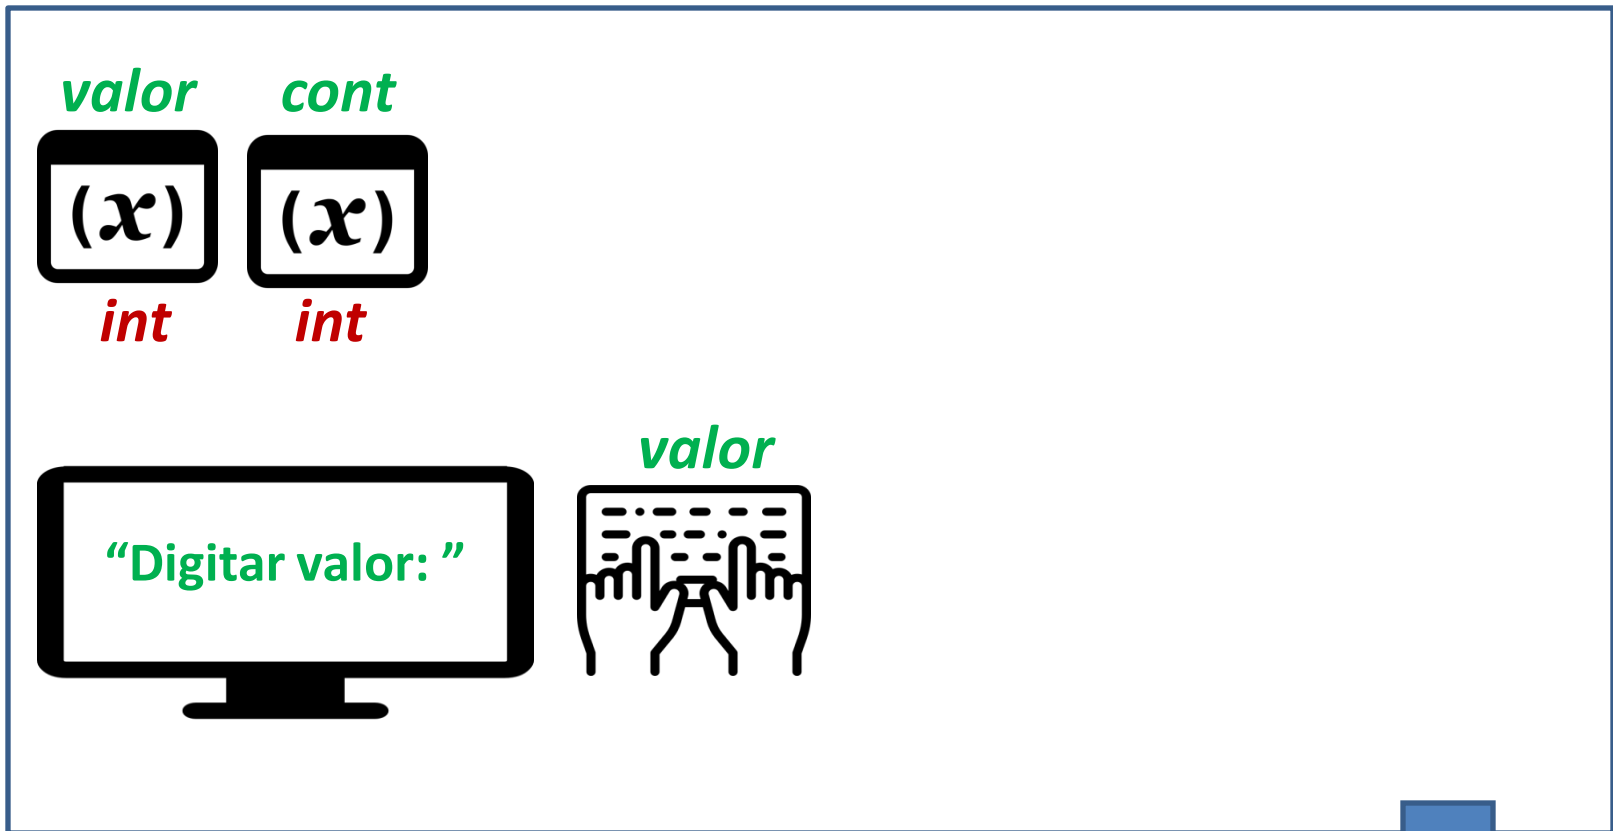 valor cont
(x) (x)
int int
valor
“Digitar valor: ”